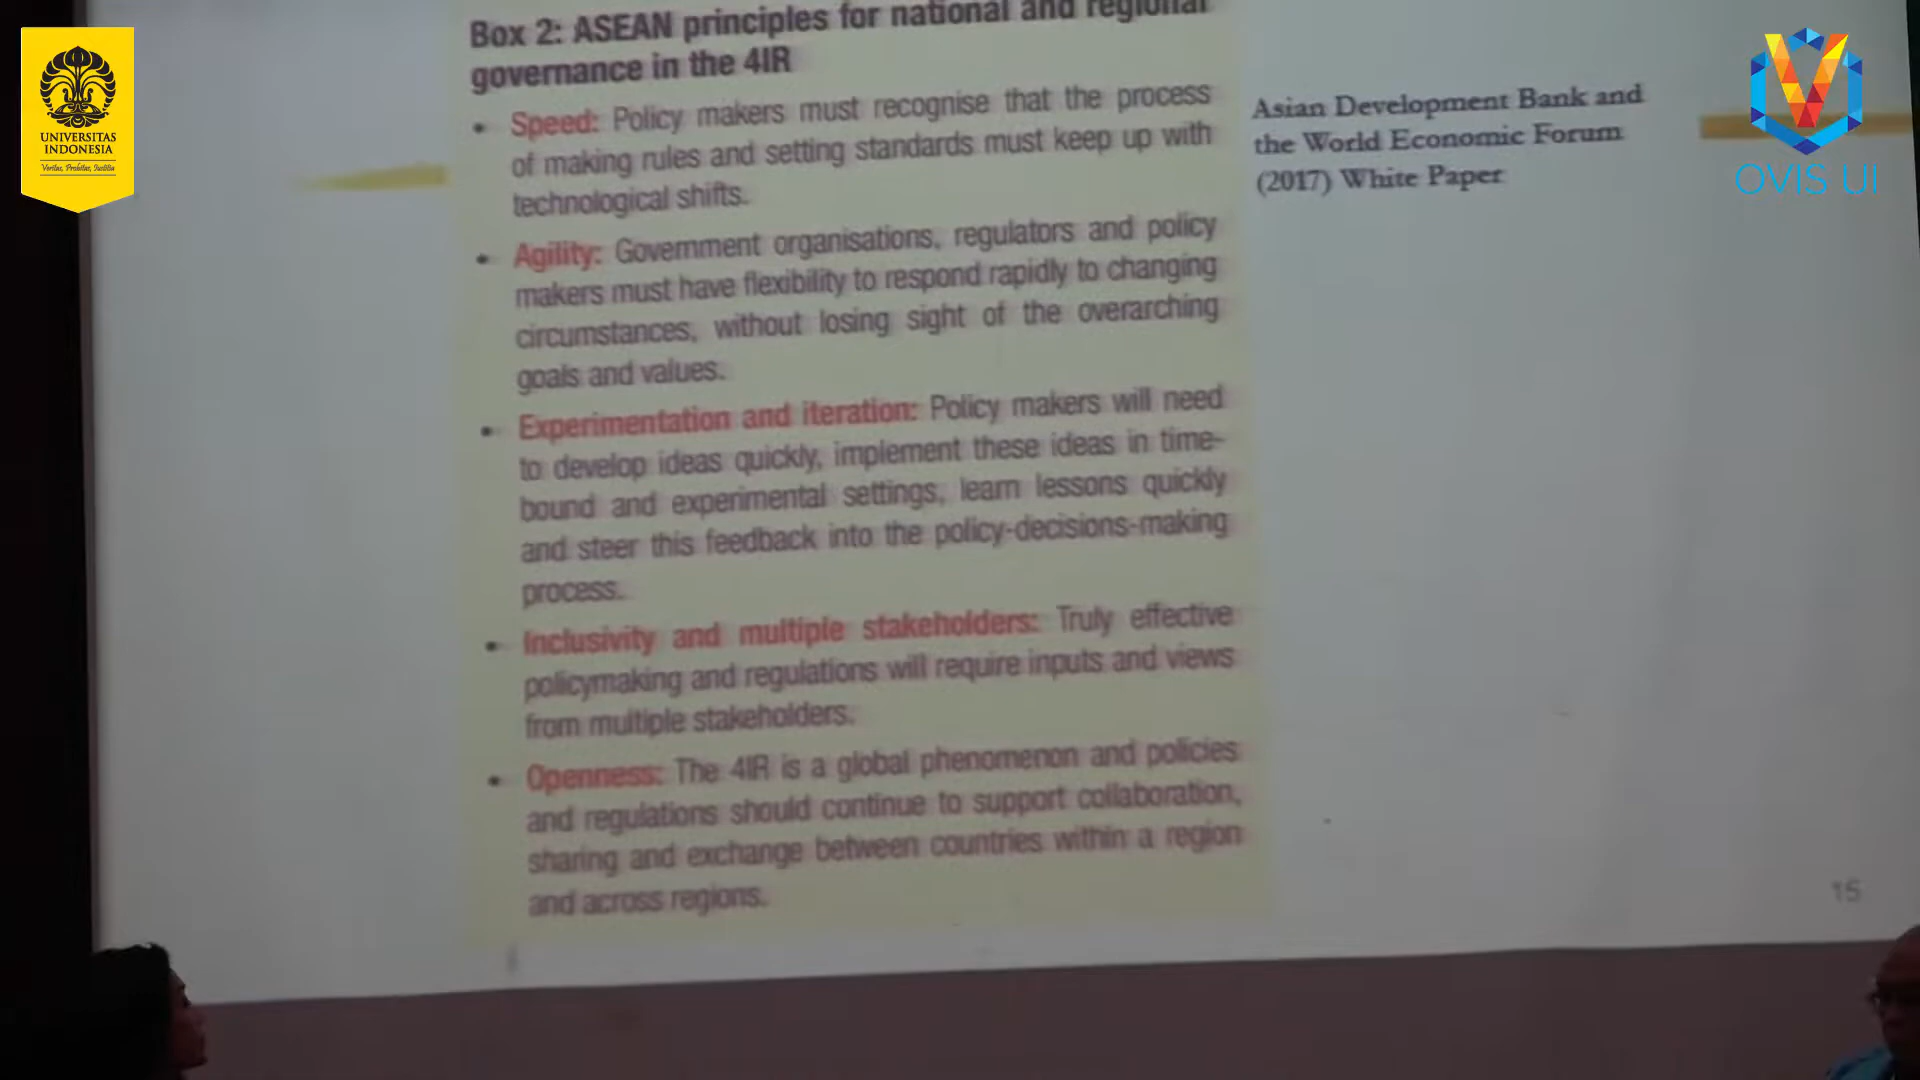 Box 2: ASEAN principles for national and regional
governance in the 4IR
• Speed: Policy makers must recognise that the process
of making rules and setting standards must keep up with
technological shifts.
• Agility: Government organisations, regulators and policy
makers must have flexibility to respond rapidly to changing
circumstances, without losing sight of the overarching
goals and values.
• Experimentation and iteration: Policy makers will need
to develop ideas quickly, implement these ideas in time-
bound and experimental settings, learn lessons quickly
and steer this feedback into the policy-decisions-making
process.
• Inclusivity and multiple stakeholders: Truly effective
policymaking and regulations will require inputs and views
from multiple stakeholders.
• Openness: The 4IR is a global phenomenon and policies
and regulations should continue to support collaboration,
sharing and exchange between countries within a region
and across regions.
Asian Development Bank and
the World Economic Forum
(2017) White Paper
15
UNIVERSITAS
INDONESIA
Veritas, Probitas, Justitia
OVIS UI